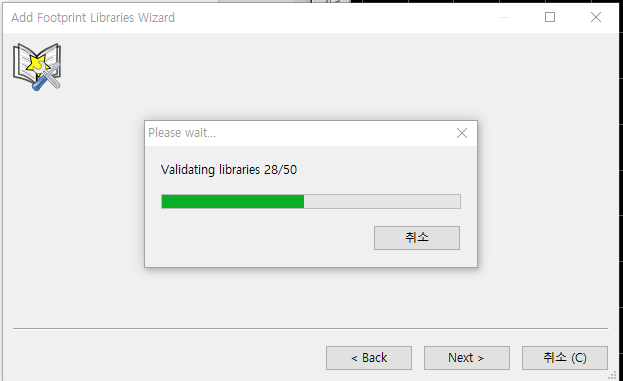 Add Footprint Libraries Wizard
Please wait...
Validating libraries 28/50
취소
< Back
Next >
취소 (C)